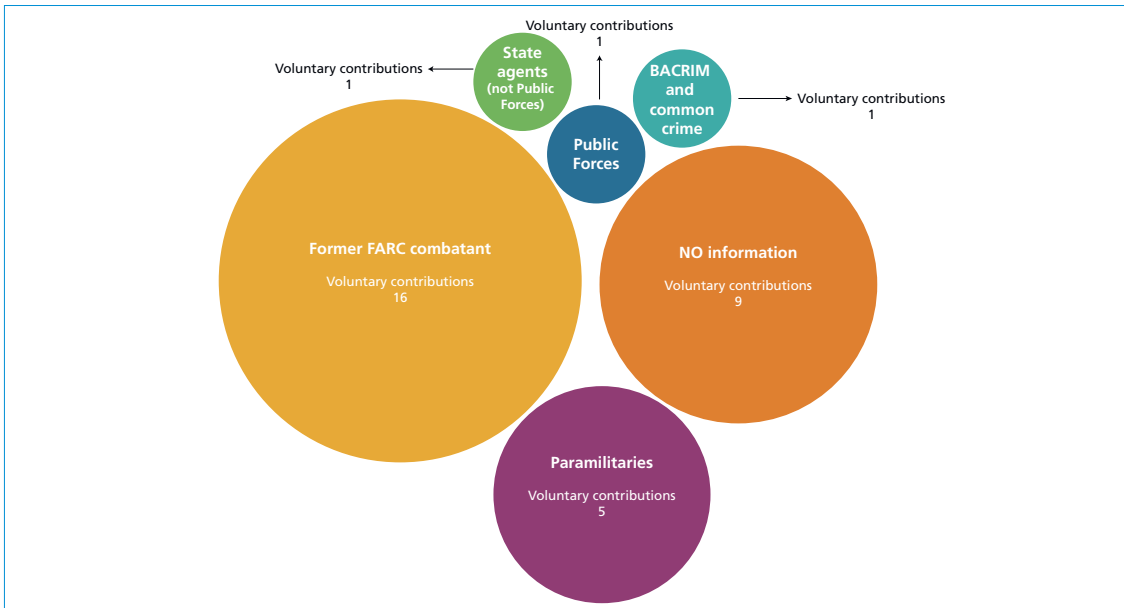 Voluntary contributions
1
State
agents
(not Public
Forces)
Voluntary contributions
1
BACRIM
and
common
crime
Voluntary contributions
1
Public
Forces
Former FARC combatant
Voluntary contributions
16
NO information
Voluntary contributions
9
Paramilitaries
Voluntary contributions
5